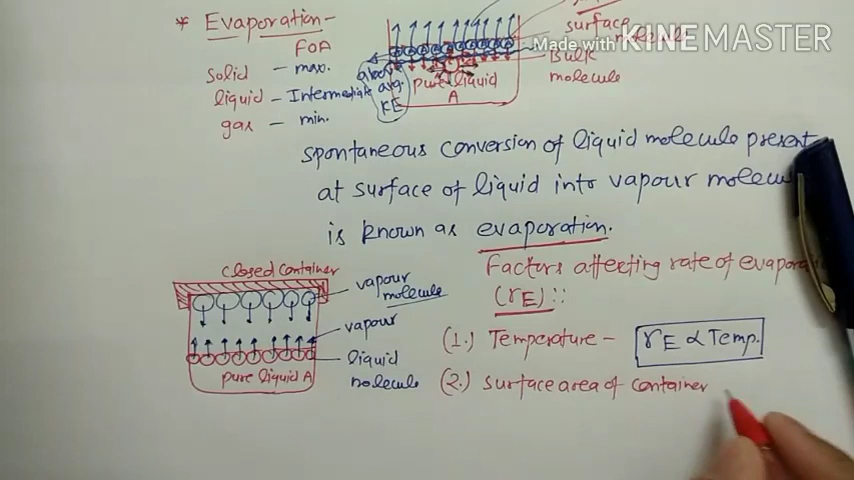 * Evaporation-
FOA
solid - max.
liquid - Intermediate
gas - min.
above
avg.
KE
surface
molecule
Made with KINEMASTER
Bulk
molecule
pure liquid
A
spontaneous conversion of liquid molecule present
at surface of liquid into vapour
is known as evaporation.
closed container
vapour
molecule
vapour
liquid
molecule
pure liquid A
Factors affecting rate of
(rE) ::
(1.) Temperature - rE ∝ Temp.
(2.) surface area of container